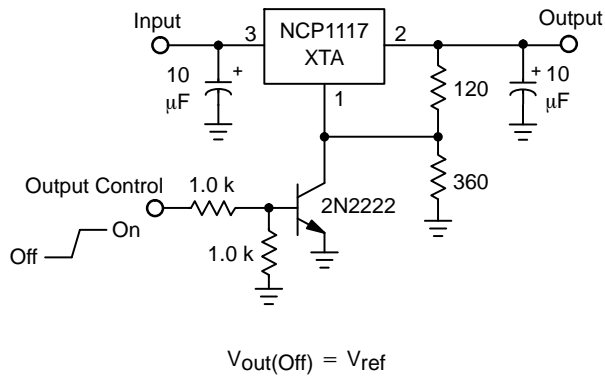 Input
Output
3
NCP1117
XTA
2
10
μF
+
1
120
+
10
μF
360
Output Control
1.0 k
2N2222
On
Off
1.0 k
Vout(Off) = Vref